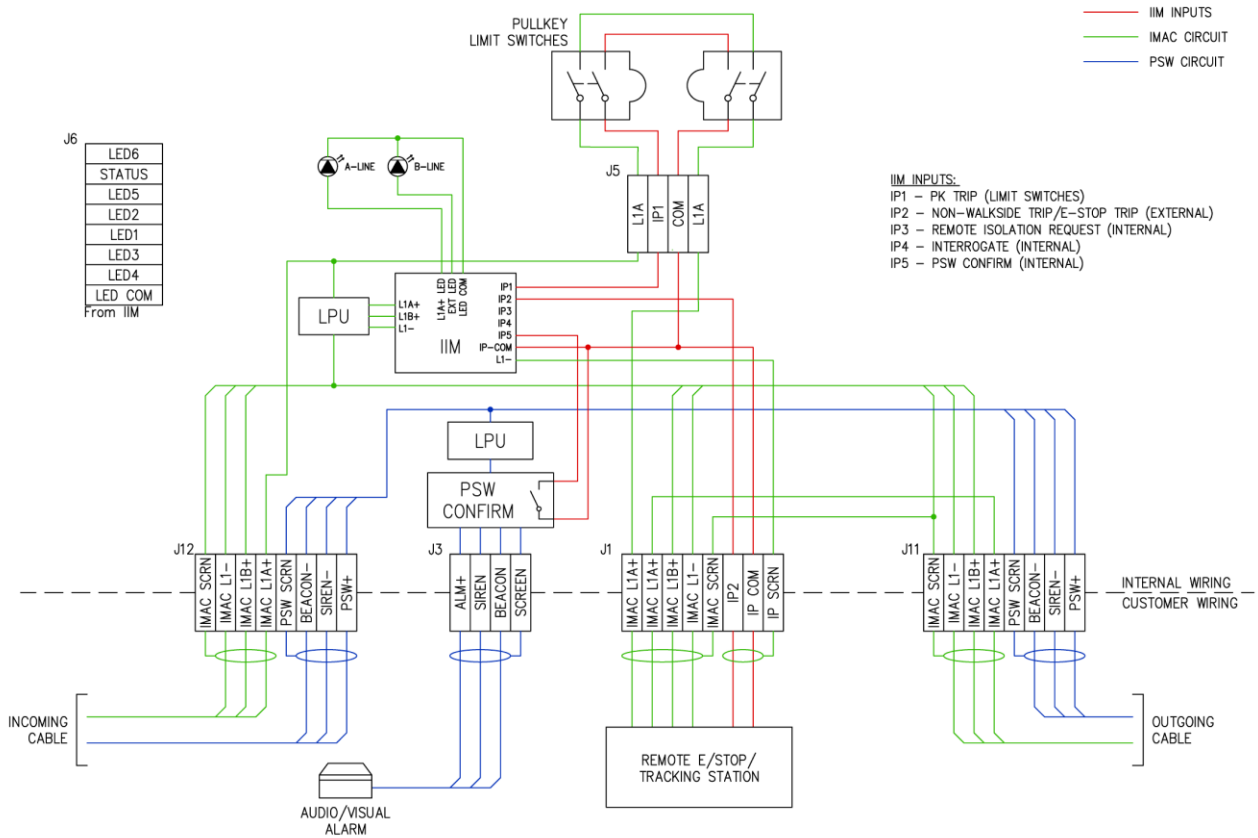 PULLKEY
LIMIT SWITCHES
IIM INPUTS
IMAC CIRCUIT
PSW CIRCUIT
J6
LED6
STATUS
LED5
LED2
LED1
LED3
LED4
LED COM
From IIM
A-LINE
B-LINE
J5
L1A
IP1
COM
L1A
IIM INPUTS:
IP1 - PK TRIP (LIMIT SWITCHES)
IP2 - NON-WALKSIDE TRIP/E-STOP TRIP (EXTERNAL)
IP3 - REMOTE ISOLATION REQUEST (INTERNAL)
IP4 - INTERROGATE (INTERNAL)
IP5 - PSW CONFIRM (INTERNAL)
LPU
L1A+
L1B+
L1-
L1A+ LED
EXT LED
LED COM
IIM
IP1
IP2
IP3
IP4
IP5
IP-COM
L1-
LPU
PSW
CONFIRM
J12
IMAC SCRN
IMAC L1-
IMAC L1B+
IMAC L1A+
PSW SCRN
BEACON-
SIREN-
PSW+
J3
ALM+
SIREN
BEACON
SCREEN
J1
IMAC L1A+
IMAC L1A+
IMAC L1B+
IMAC L1-
IMAC SCRN
IP2
IP COM
IP SCRN
J11
IMAC SCRN
IMAC L1-
IMAC L1B+
IMAC L1A+
PSW SCRN
BEACON-
SIREN-
PSW+
INTERNAL WIRING
CUSTOMER WIRING
INCOMING
CABLE
AUDIO/VISUAL
ALARM
REMOTE E/STOP/
TRACKING STATION
OUTGOING
CABLE